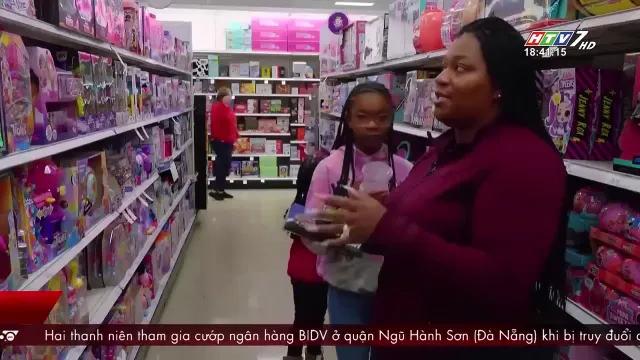 HTV7 HD
18:41:15
Hai thanh niên tham gia cướp ngân hàng BIDV ở quận Ngũ Hành Sơn (Đà Nẵng) khi bị truy đuổi